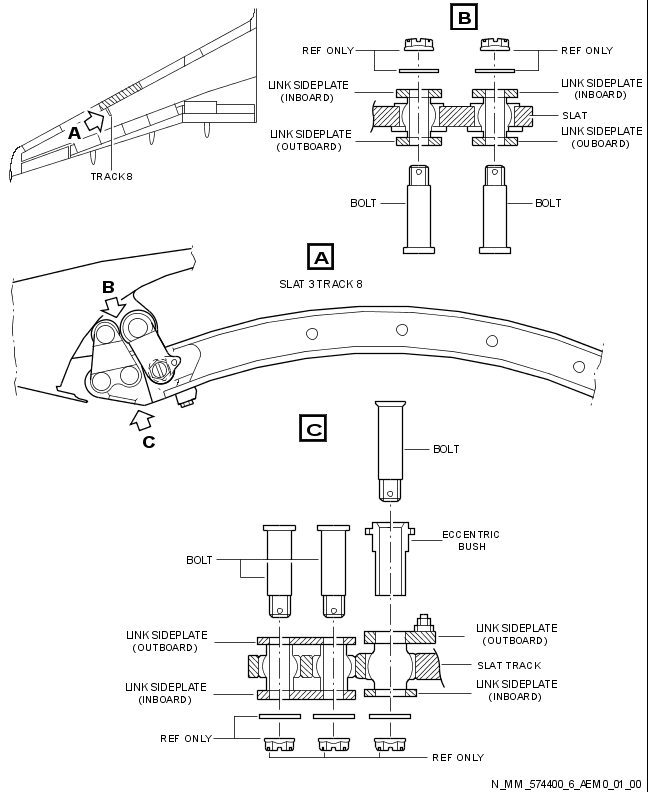 B
REF ONLY
REF ONLY
LINK SIDEPLATE
(INBOARD)
LINK SIDEPLATE
(INBOARD)
SLAT
LINK SIDEPLATE
(OUTBOARD)
LINK SIDEPLATE
(OUBOARD)
A
TRACK 8
BOLT
BOLT
A
SLAT 3 TRACK 8
B
C
C
BOLT
ECCENTRIC
BUSH
BOLT
LINK SIDEPLATE
(OUTBOARD)
LINK SIDEPLATE
(OUTBOARD)
SLAT TRACK
LINK SIDEPLATE
(INBOARD)
LINK SIDEPLATE
(INBOARD)
REF ONLY
REF ONLY
N_MM_574400_6_AEM0_01_00